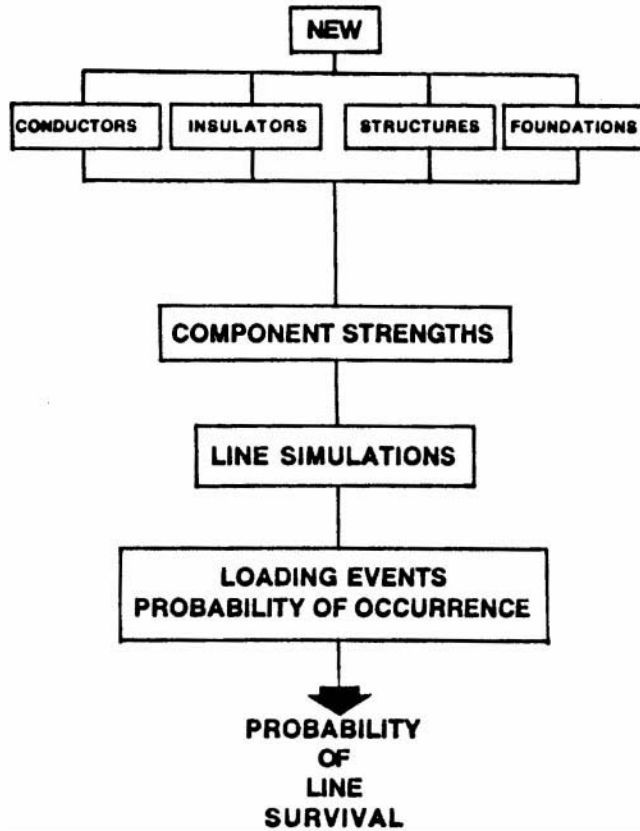 NEW
CONDUCTORS
INSULATORS
STRUCTURES
FOUNDATIONS
COMPONENT STRENGTHS
LINE SIMULATIONS
LOADING EVENTS
PROBABILITY OF OCCURRENCE
PROBABILITY
OF
LINE
SURVIVAL